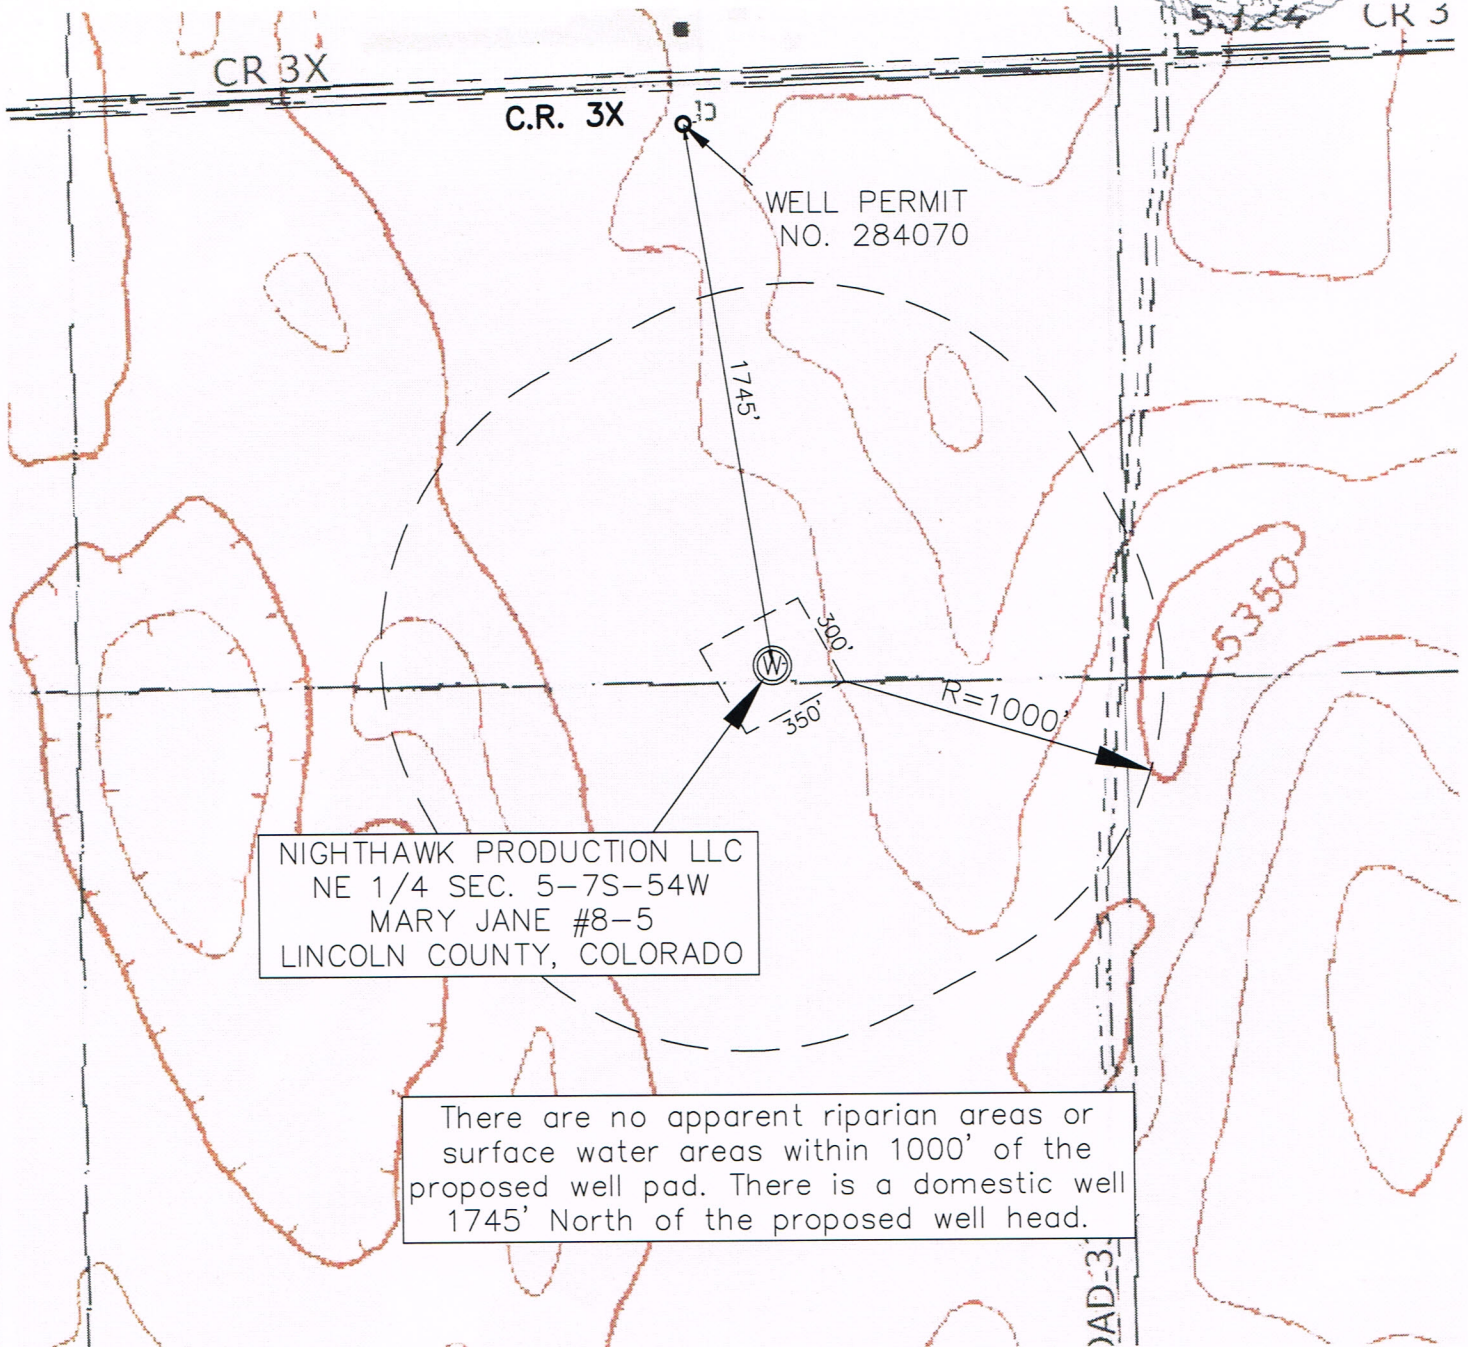 CR 3X
CR 3
C.R. 3X
WELL PERMIT
NO. 284070
1745'
300'
W
350'
R=1000'
5350
NIGHTHAWK PRODUCTION LLC
NE 1/4 SEC. 5-7S-54W
MARY JANE #8-5
LINCOLN COUNTY, COLORADO
There are no apparent riparian areas or
surface water areas within 1000' of the
proposed well pad. There is a domestic well
1745' North of the proposed well head.